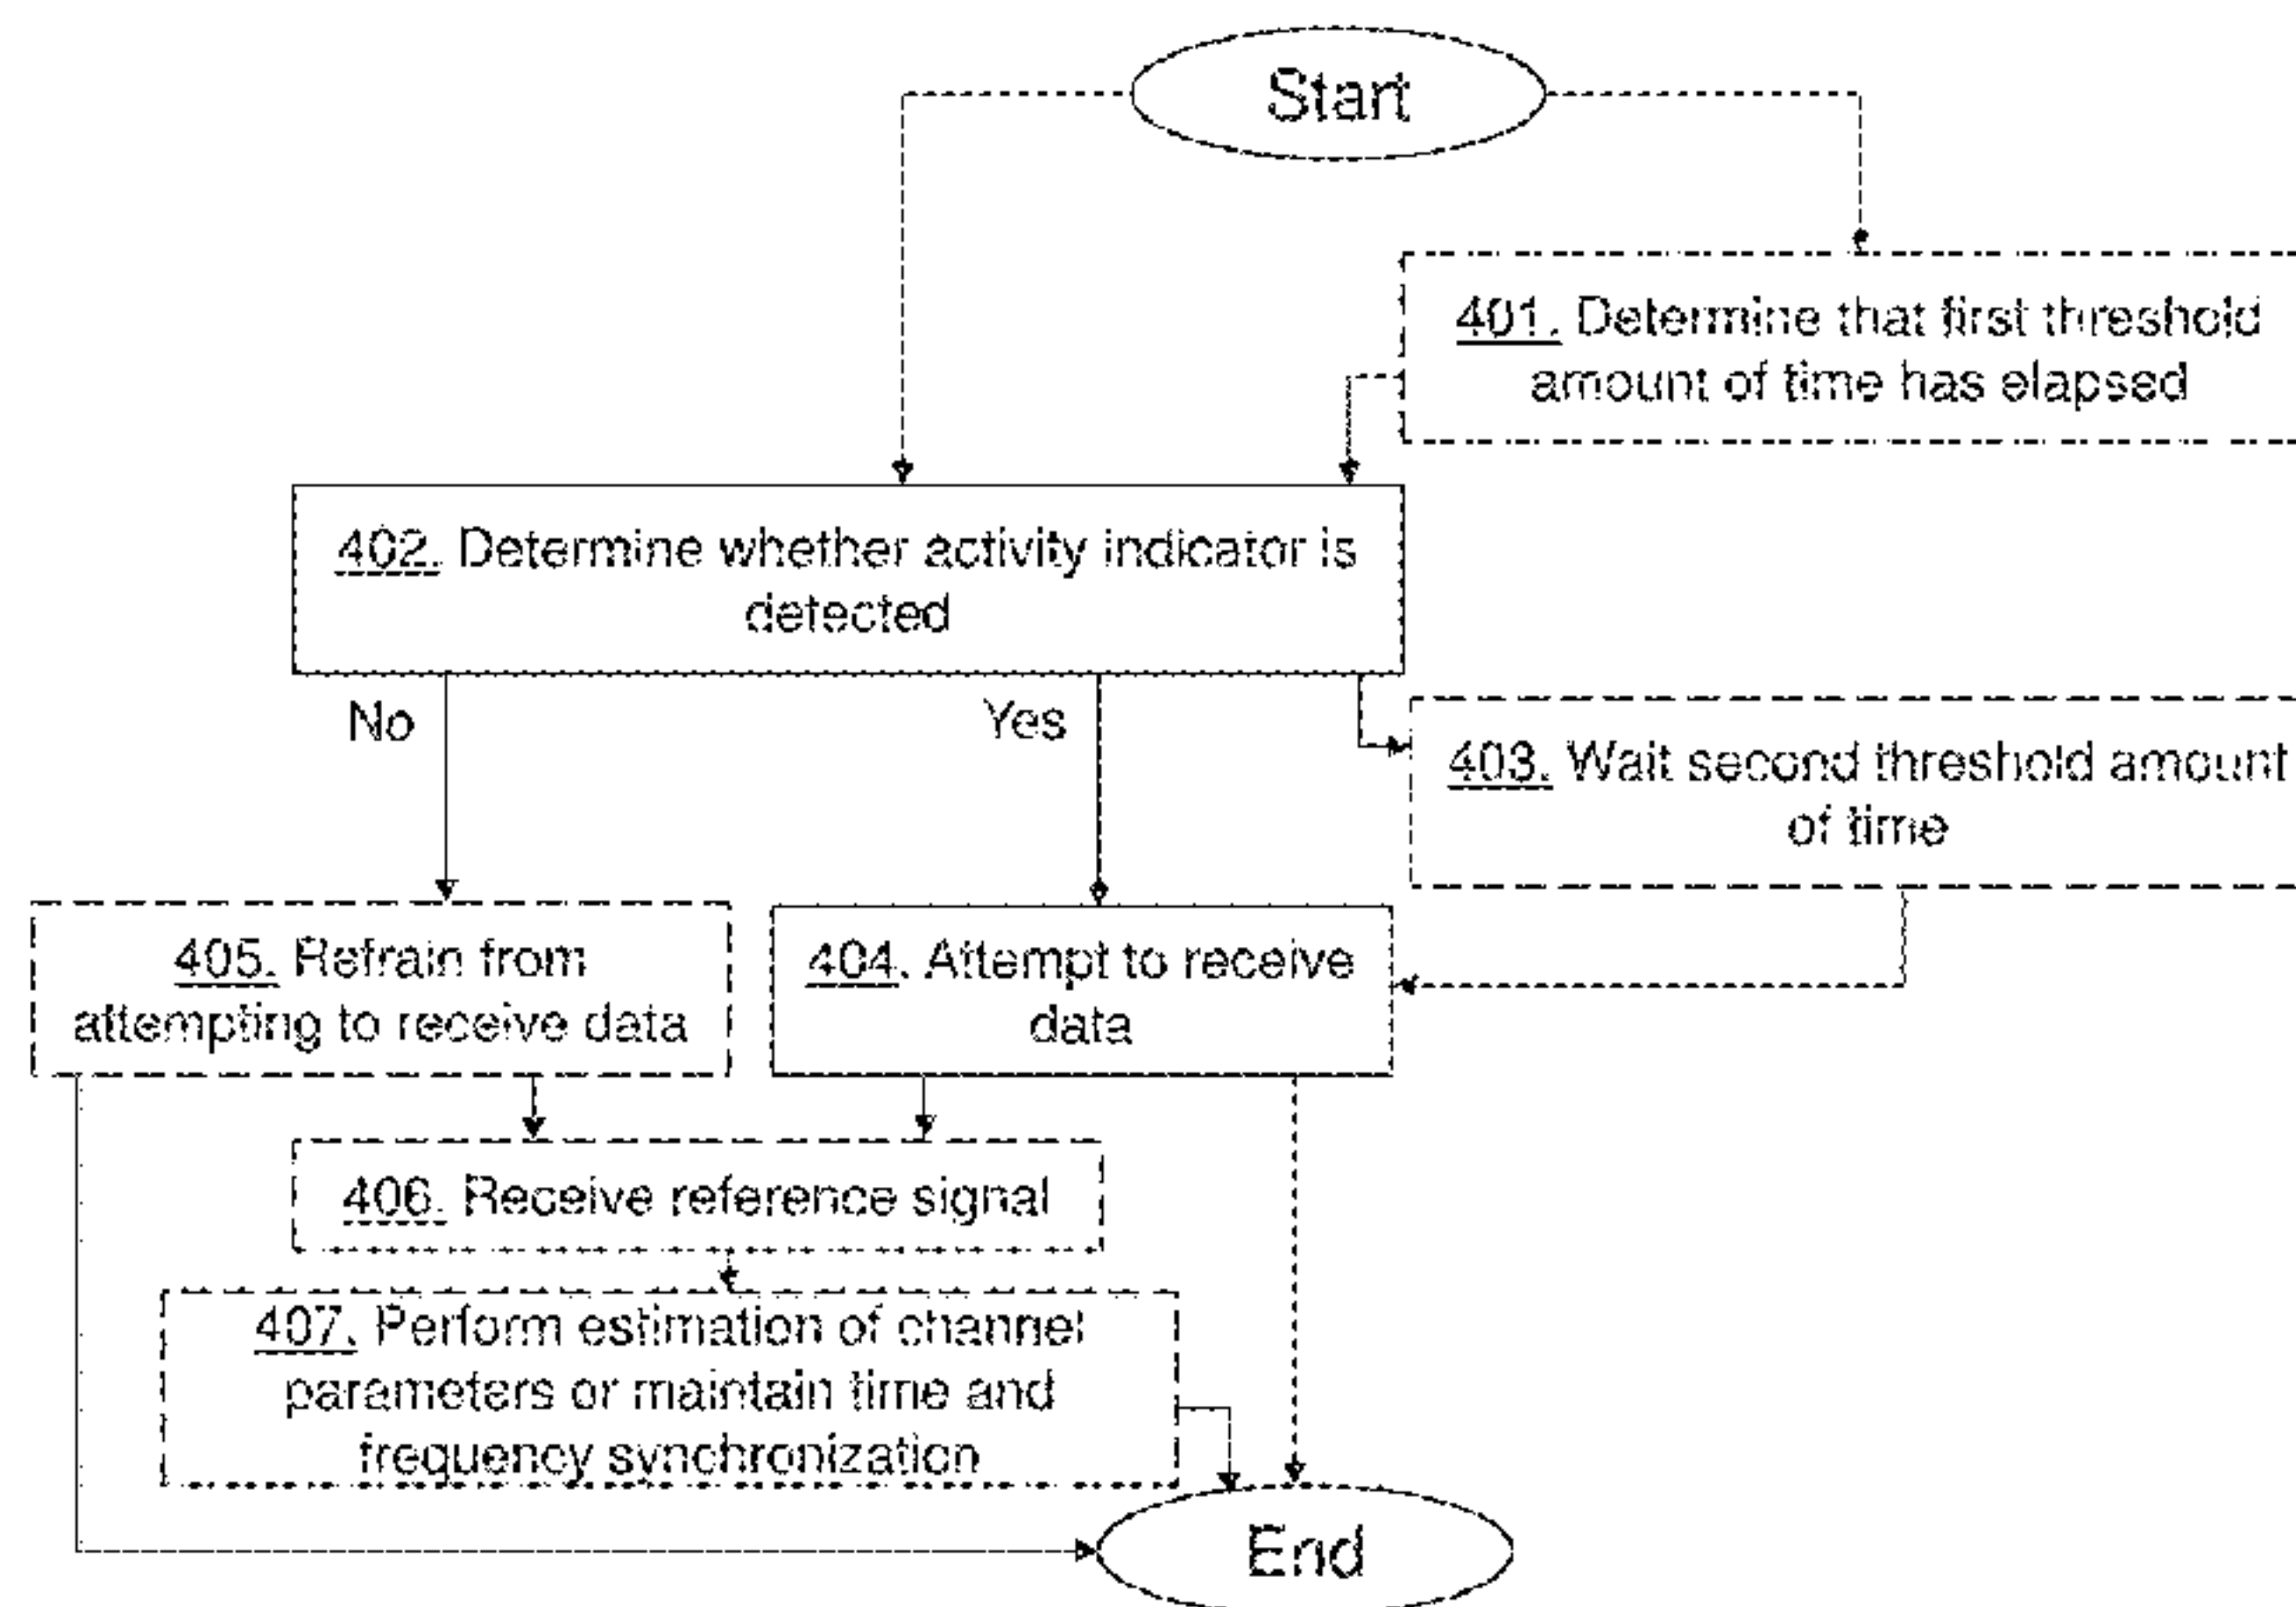 Start
401. Determine that first threshold
amount of time has elapsed
402. Determine whether activity indicator is
detected
No
Yes
403. Wait second threshold amount
of time
405. Refrain from
attempting to receive data
404. Attempt to receive
data
406. Receive reference signal
407. Perform estimation of channel
parameters or maintain time and
frequency synchronization
End